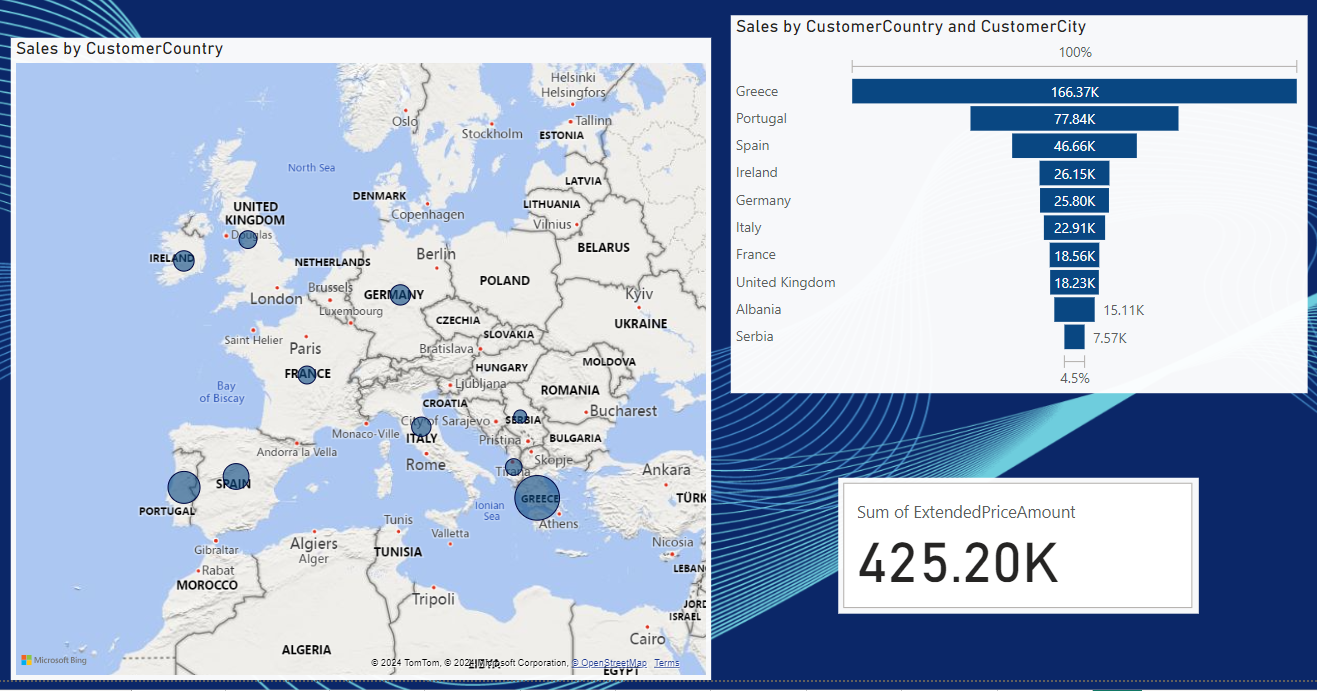 Sales by CustomerCountry
Helsinki
Helsingfors
Oslo
Tallinn
Stockholm
ESTONIA
North Sea
LATVIA
DENMARK
LITHUANIA
Copenhagen
UNITED
KINGDOM
Vilnius
Douglas
BELARUS
IRELAND
NETHERLANDS
Berlin
POLAND
London
Brussels
GERMANY
Kyiv
Luxembourg
CZECHIA
UKRAINE
Saint Helier
Paris
SLOVAKIA
Bratislava
FRANCE
HUNGARY
MOLDOVA
Bay
of Biscay
Ljubljana
ROMANIA
CROATIA
Bucharest
City of Sarajevo
SERBIA
Monaco-Ville
ITALY
Pristina
BULGARIA
Andorra la Vella
Rome
Skopje
Tirana
Ankara
SPAIN
GREECE
TÜRK
PORTUGAL
Ionian
Sea
Athens
Tunis
Valletta
Gibraltar
Algiers
Alger
TUNISIA
Nicosia
Rabat
LEBAN
MOROCCO
Tripoli
JORD
ISRAEL
Cairo
ALGERIA
LIBYA
EGYPT
Microsoft Bing
© 2024 TomTom, © 2024 Microsoft Corporation, © OpenStreetMap Terms
Sales by CustomerCountry and CustomerCity
100%
Greece 166.37K
Portugal 77.84K
Spain 46.66K
Ireland 26.15K
Germany 25.80K
Italy 22.91K
France 18.56K
United Kingdom 18.23K
Albania 15.11K
Serbia 7.57K
4.5%
Sum of ExtendedPriceAmount
425.20K